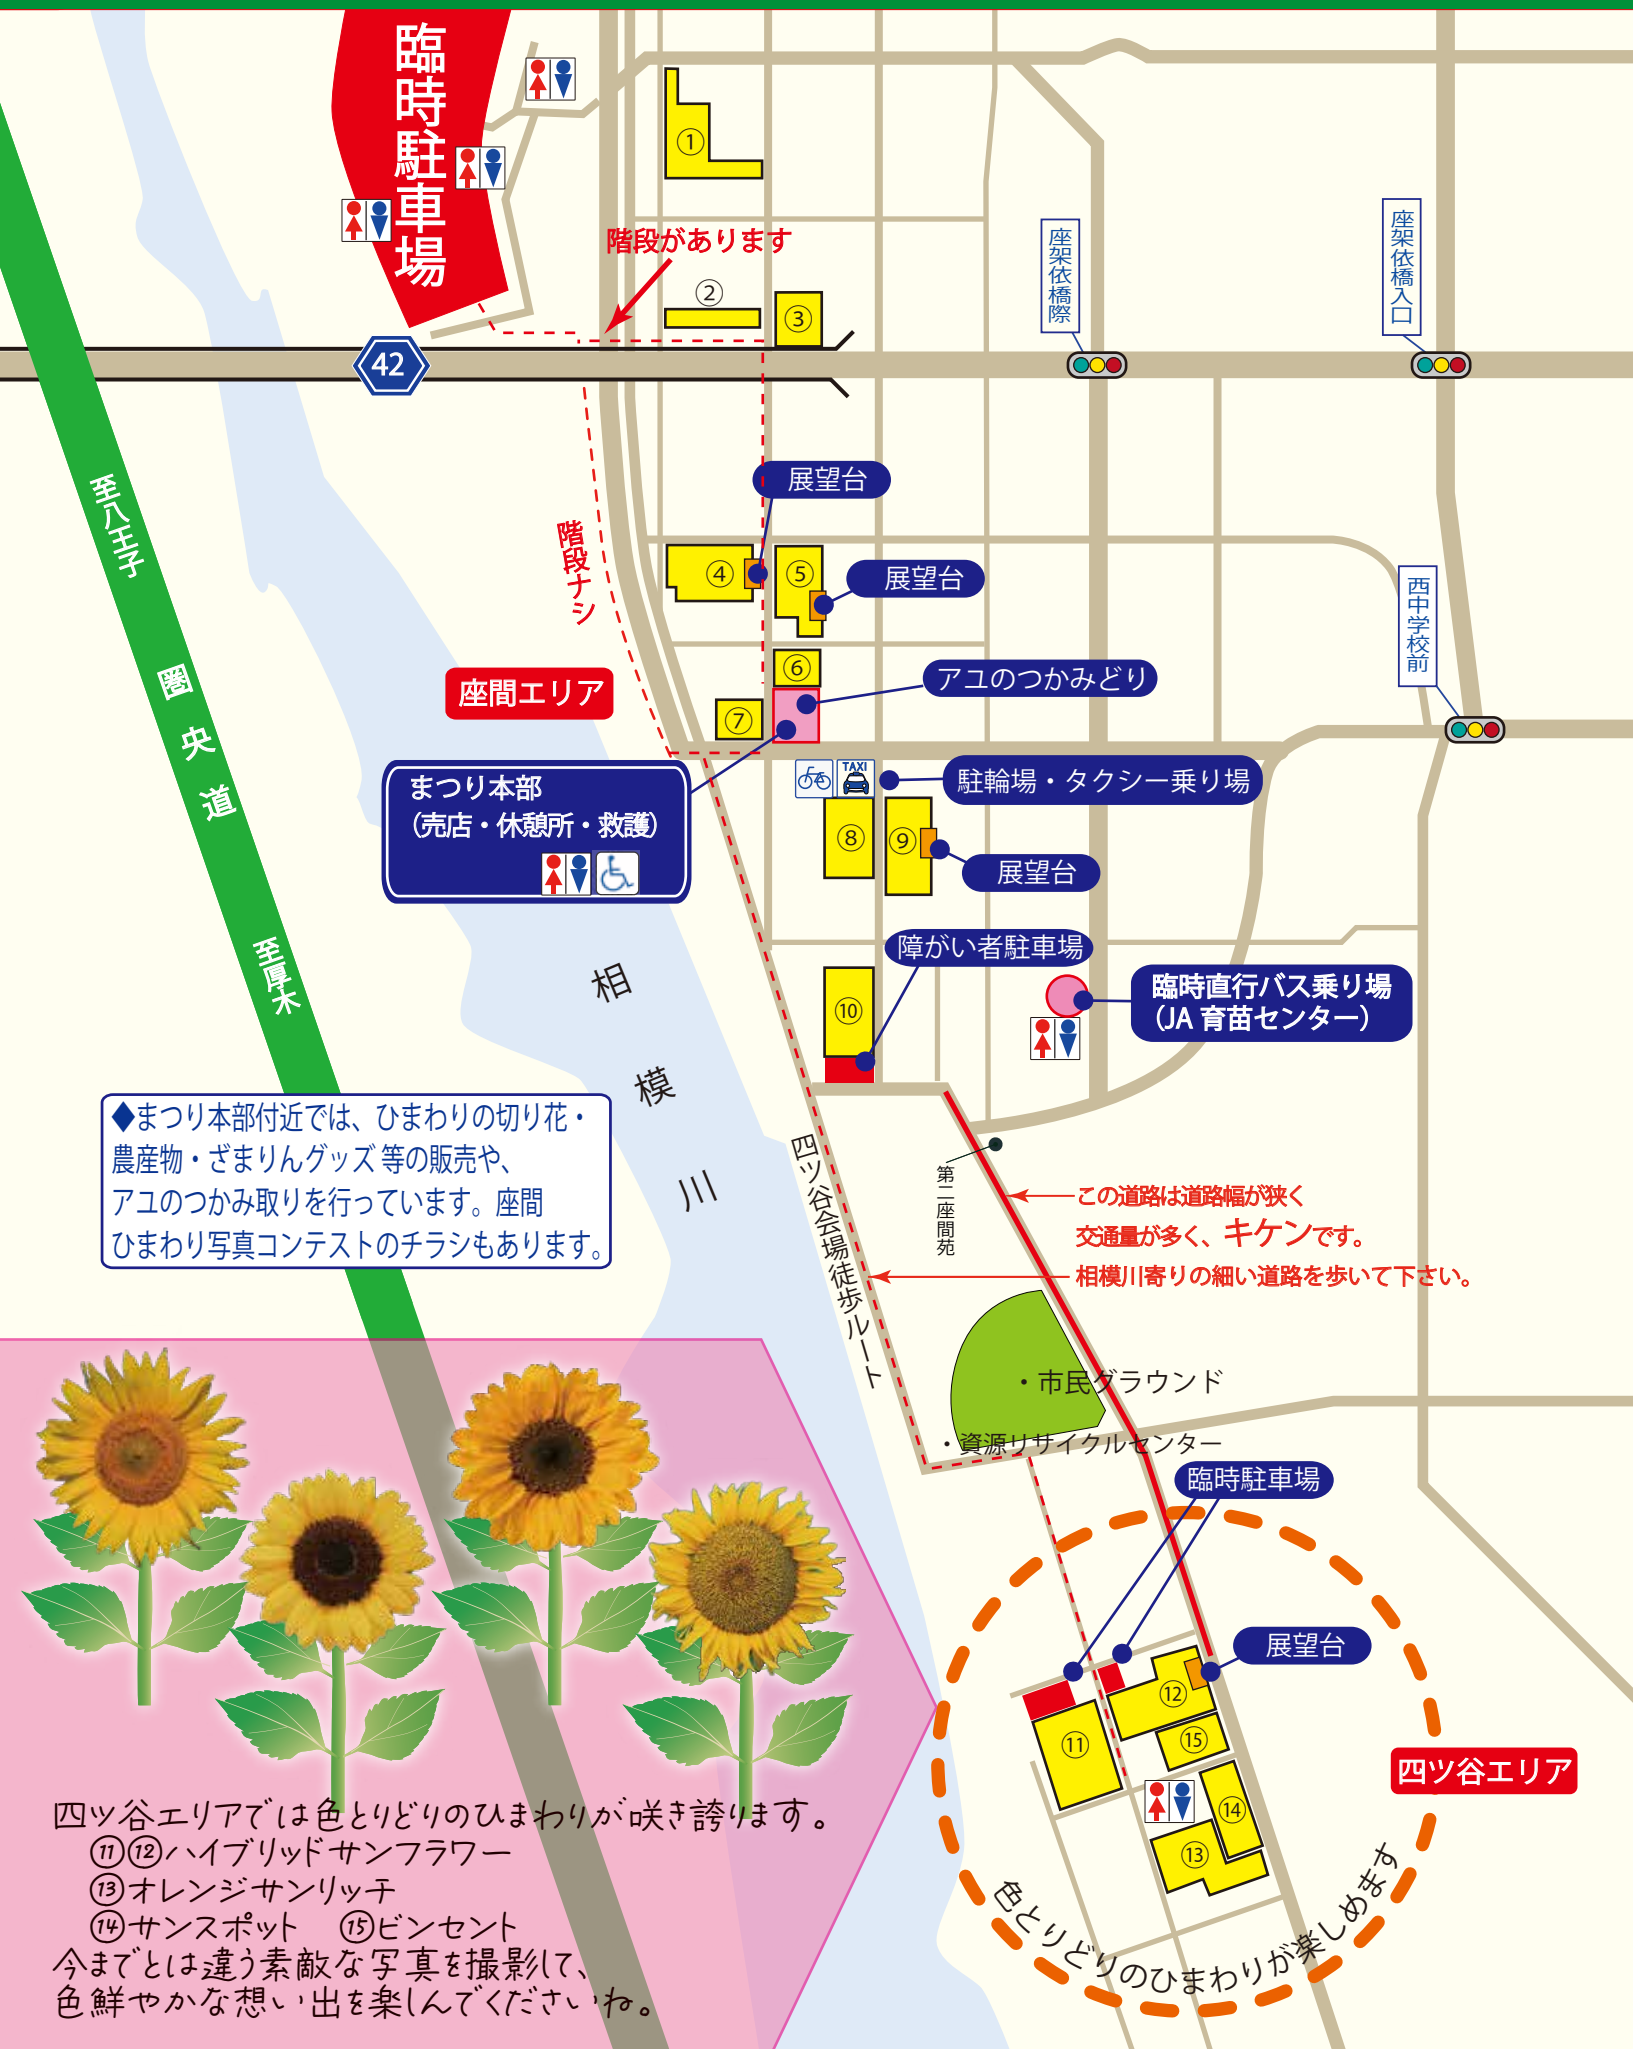 臨時駐車場
①
階段があります
②
③
座架依橋際
座架依橋入口
42
至八王子
展望台
階段ナシ
④
⑤
展望台
西中学校前
圏央道
座間エリア
⑥
アユのつかみどり
⑦
まつり本部
（売店・休憩所・救護）
TAXI
駐輪場・タクシー乗り場
⑧
⑨
展望台
至厚木
障がい者駐車場
相模川
⑩
臨時直行バス乗り場
（JA 育苗センター）
◆まつり本部付近では、ひまわりの切り花・
農産物・ざまりんグッズ 等の販売や、
アユのつかみ取りを行っています。座間
ひまわり写真コンテストのチラシもあります。
四ツ谷会場徒歩ルート
第二座間苑
この道路は道路幅が狭く
交通量が多く、キケンです。
相模川寄りの細い道路を歩いて下さい。
・市民グラウンド
・資源リサイクルセンター
臨時駐車場
展望台
⑫
⑪
⑮
四ツ谷エリア
⑭
⑬
色とりどりのひまわりが楽しめます
四ツ谷エリアでは色とりどりのひまわりが咲き誇ります。
⑪⑫ハイブリッドサンフラワー
⑬オレンジサンリッチ
⑭サンスポット　⑮ビンセント
今までとは違う素敵な写真を撮影して、
色鮮やかな想い出を楽しんでくださいね。